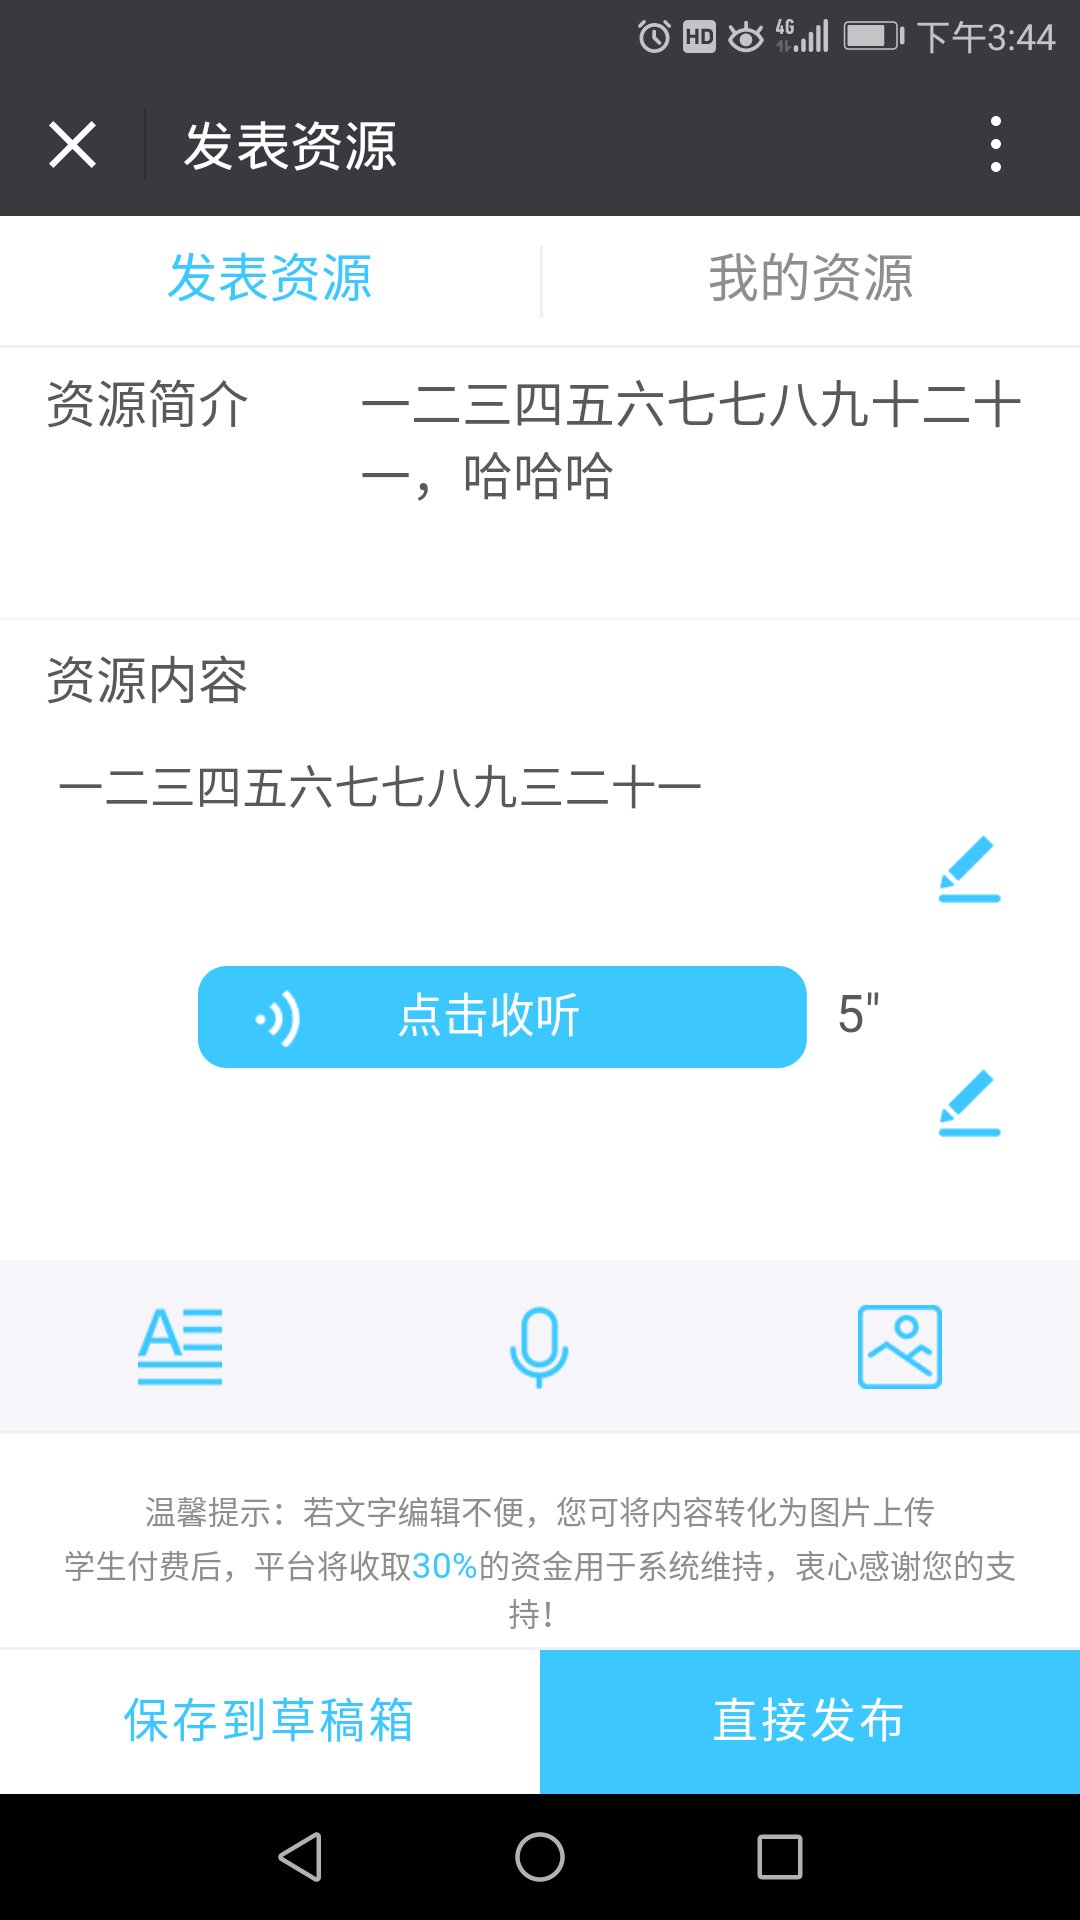 HD 4G 下午3:44
发表资源
发表资源 我的资源
资源简介 一二三四五六七七八九十二十
一，哈哈哈
资源内容
一二三四五六七七八九三二十一
点击收听 5"
A
温馨提示：若文字编辑不便，您可将内容转化为图片上传
学生付费后，平台将收取30%的资金用于系统维持，衷心感谢您的支
持！
保存到草稿箱 直接发布